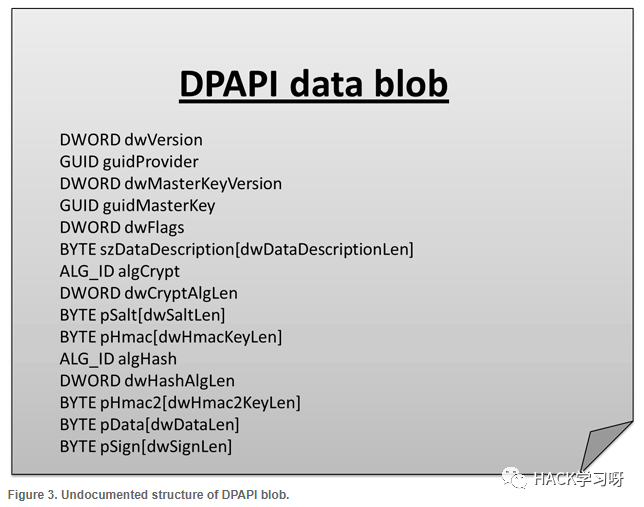 DPAPI data blob
DWORD dwVersion
GUID guidProvider
DWORD dwMasterKeyVersion
GUID guidMasterKey
DWORD dwFlags
BYTE szDataDescription[dwDataDescriptionLen]
ALG_ID algCrypt
DWORD dwCryptAlgLen
BYTE pSalt[dwSaltLen]
BYTE pHmac[dwHmacKeyLen]
ALG_ID algHash
DWORD dwHashAlgLen
BYTE pHmac2[dwHmac2KeyLen]
BYTE pData[dwDataLen]
BYTE pSign[dwSignLen]
HACK学习呀
Figure 3. Undocumented structure of DPAPI blob.